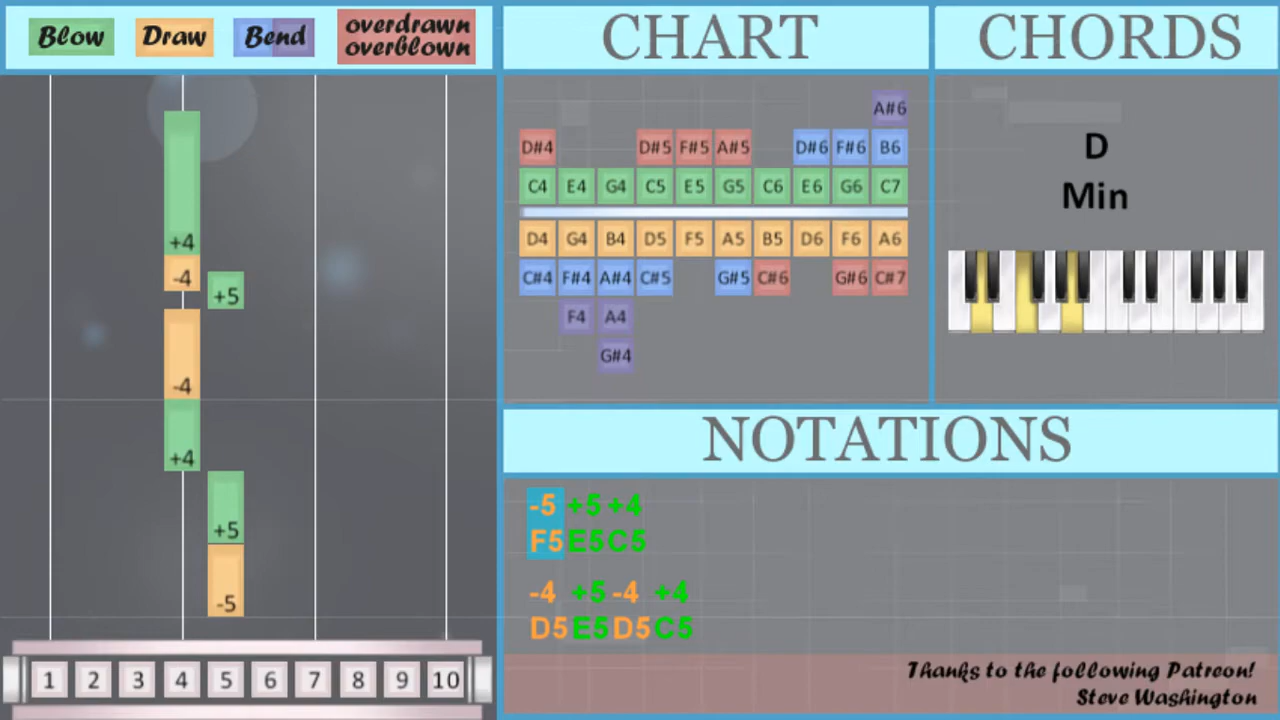 Blow Draw Bend overdrawn
overblown
CHART
CHORDS
+4
-4
+5
-4
+4
+5
-5
1 2 3 4 5 6 7 8 9 10
A#6
D#4 D#5 F#5 A#5 D#6 F#6 B6
C4 E4 G4 C5 E5 G5 C6 E6 G6 C7
D4 G4 B4 D5 F5 A5 B5 D6 F6 A6
C#4 F#4 A#4 C#5 G#5 C#6 G#6 C#7
F4 A4
G#4
D
Min
NOTATIONS
-5 +5 +4
F5 E5 C5
-4 +5 -4 +4
D5 E5 D5 C5
Thanks to the following Patreon!
Steve Washington